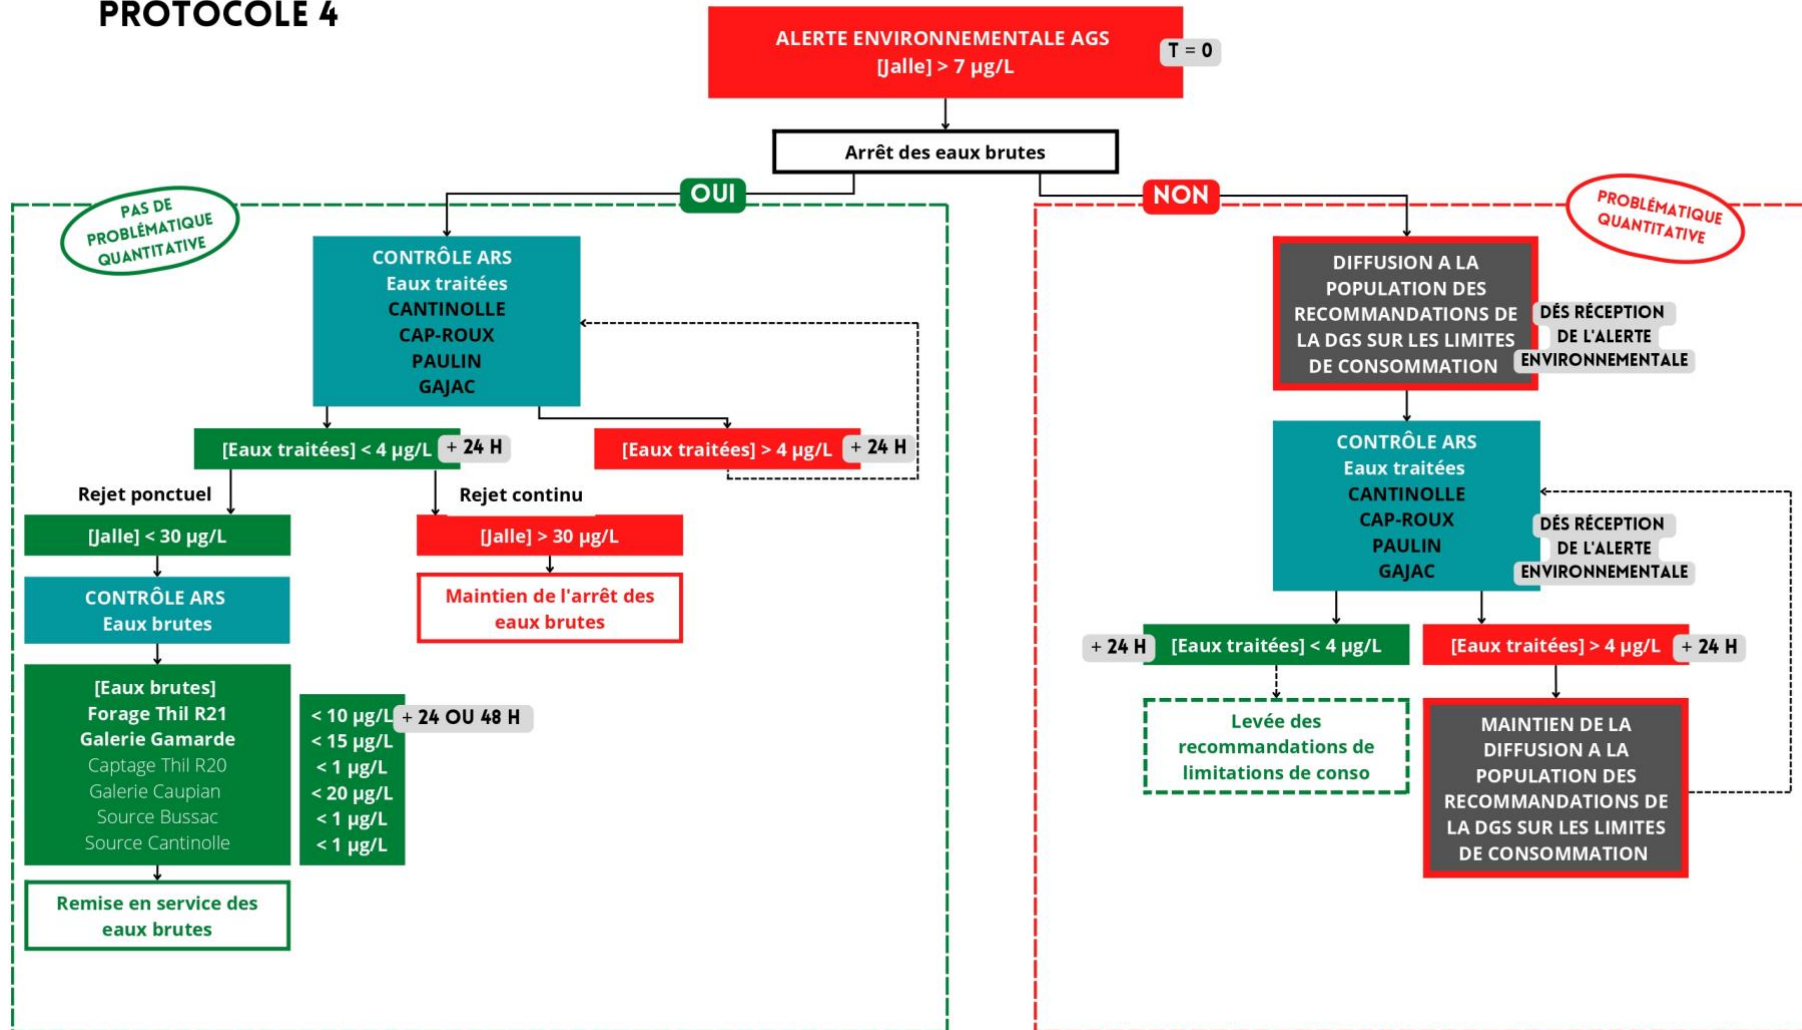 PROTOCOLE 4
ALERTE ENVIRONNEMENTALE AGS
[Jalle] > 7 µg/L
T = 0
Arrêt des eaux brutes
OUI
PAS DE
PROBLÉMATIQUE
QUANTITATIVE
CONTRÔLE ARS
Eaux traitées
CANTINOLLE
CAP-ROUX
PAULIN
GAJAC
[Eaux traitées] < 4 µg/L
+ 24 H
[Eaux traitées] > 4 µg/L
+ 24 H
Rejet ponctuel
Rejet continu
[Jalle] < 30 µg/L
[Jalle] > 30 µg/L
CONTRÔLE ARS
Eaux brutes
Maintien de l'arrêt des
eaux brutes
[Eaux brutes]
Forage Thil R21
Galerie Gamarde
Captage Thil R20
Galerie Caupian
Source Bussac
Source Cantinolle
< 10 µg/L
< 15 µg/L
< 1 µg/L
< 20 µg/L
< 1 µg/L
< 1 µg/L
+ 24 OU 48 H
Remise en service des
eaux brutes
NON
PROBLÉMATIQUE
QUANTITATIVE
DIFFUSION A LA
POPULATION DES
RECOMMANDATIONS DE
LA DGS SUR LES LIMITES
DE CONSOMMATION
DÉS RÉCEPTION
DE L'ALERTE
ENVIRONNEMENTALE
CONTRÔLE ARS
Eaux traitées
CANTINOLLE
CAP-ROUX
PAULIN
GAJAC
DÉS RÉCEPTION
DE L'ALERTE
ENVIRONNEMENTALE
+ 24 H
[Eaux traitées] < 4 µg/L
[Eaux traitées] > 4 µg/L
+ 24 H
Levée des
recommandations de
limitations de conso
MAINTIEN DE LA
DIFFUSION A LA
POPULATION DES
RECOMMANDATIONS DE
LA DGS SUR LES LIMITES
DE CONSOMMATION